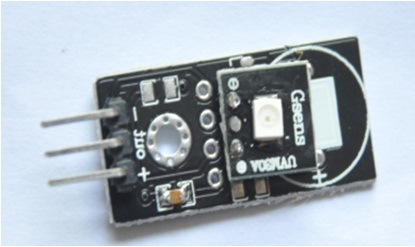 Gsens
UVM30A
- out +